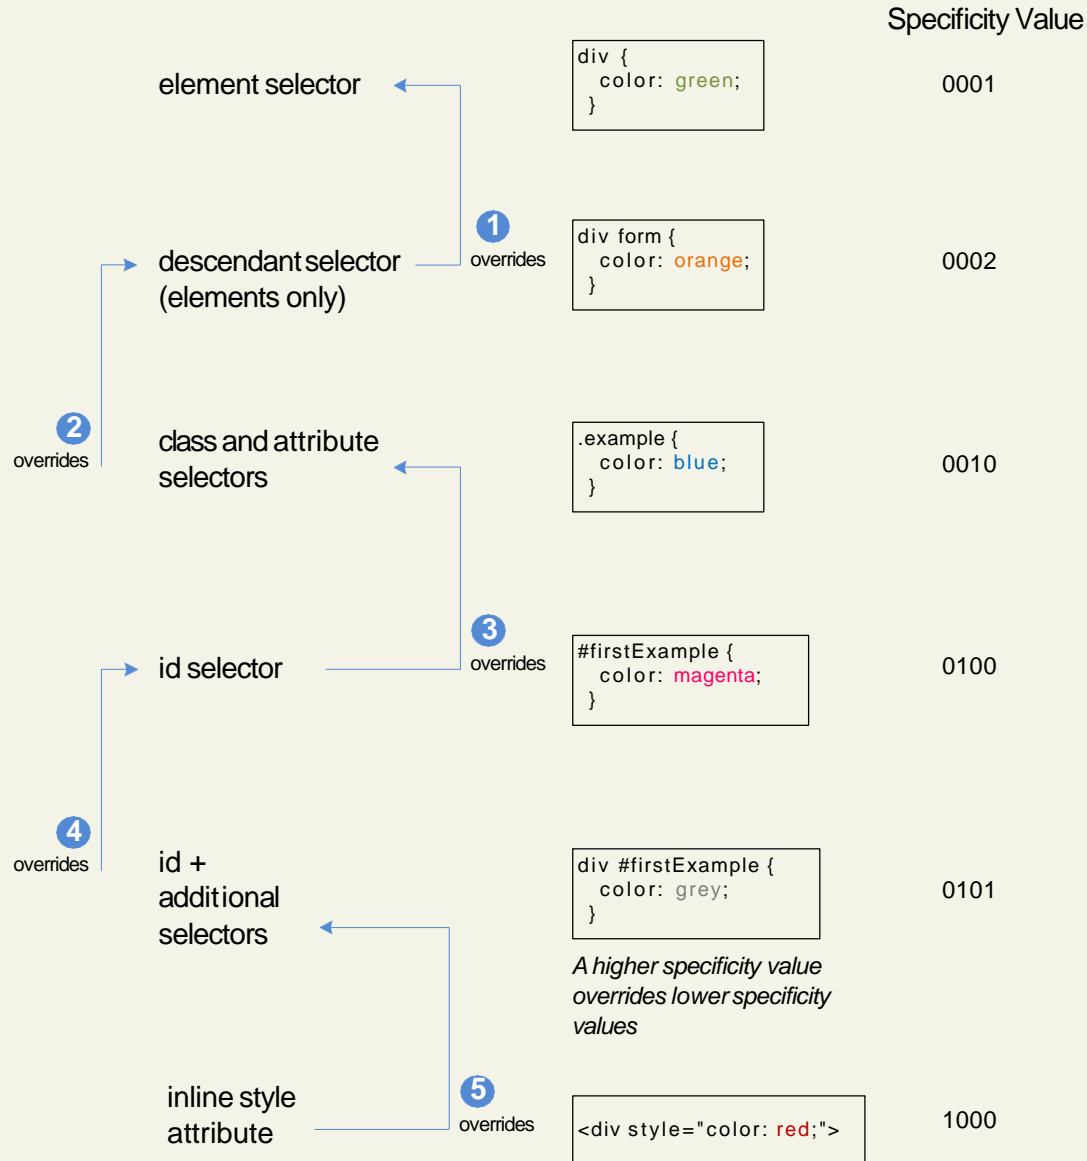 Specificity Value
element selector
div {
color: green;
}
0001
1
overrides
descendant selector
(elements only)
div form {
color: orange;
}
0002
2
overrides
class and attribute
selectors
.example {
color: blue;
}
0010
3
overrides
id selector
#firstExample {
color: magenta;
}
0100
4
overrides
id +
additional
selectors
div #firstExample {
color: grey;
}
0101
A higher specificity value
overrides lower specificity
values
5
overrides
inline style
attribute
<div style="color: red;">
1000